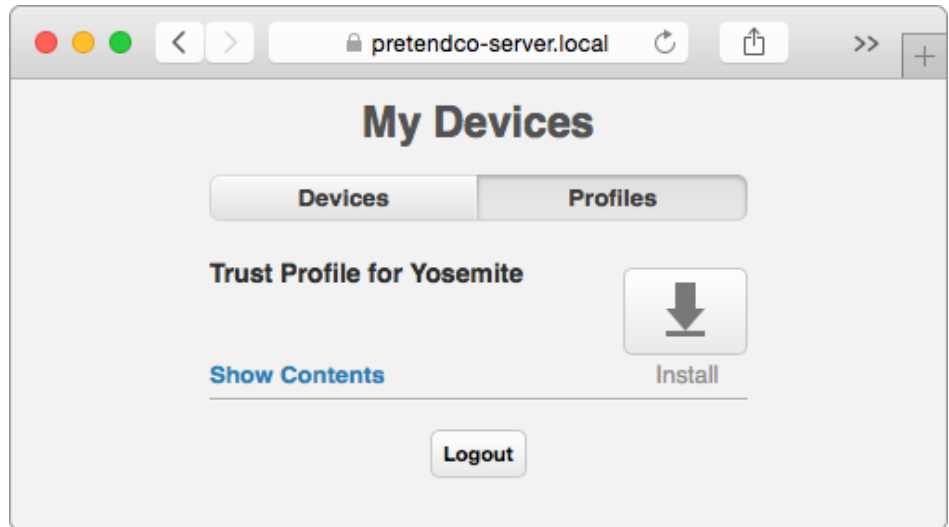 pretendco-server.local
My Devices
Devices Profiles
Trust Profile for Yosemite
Show Contents Install
Logout